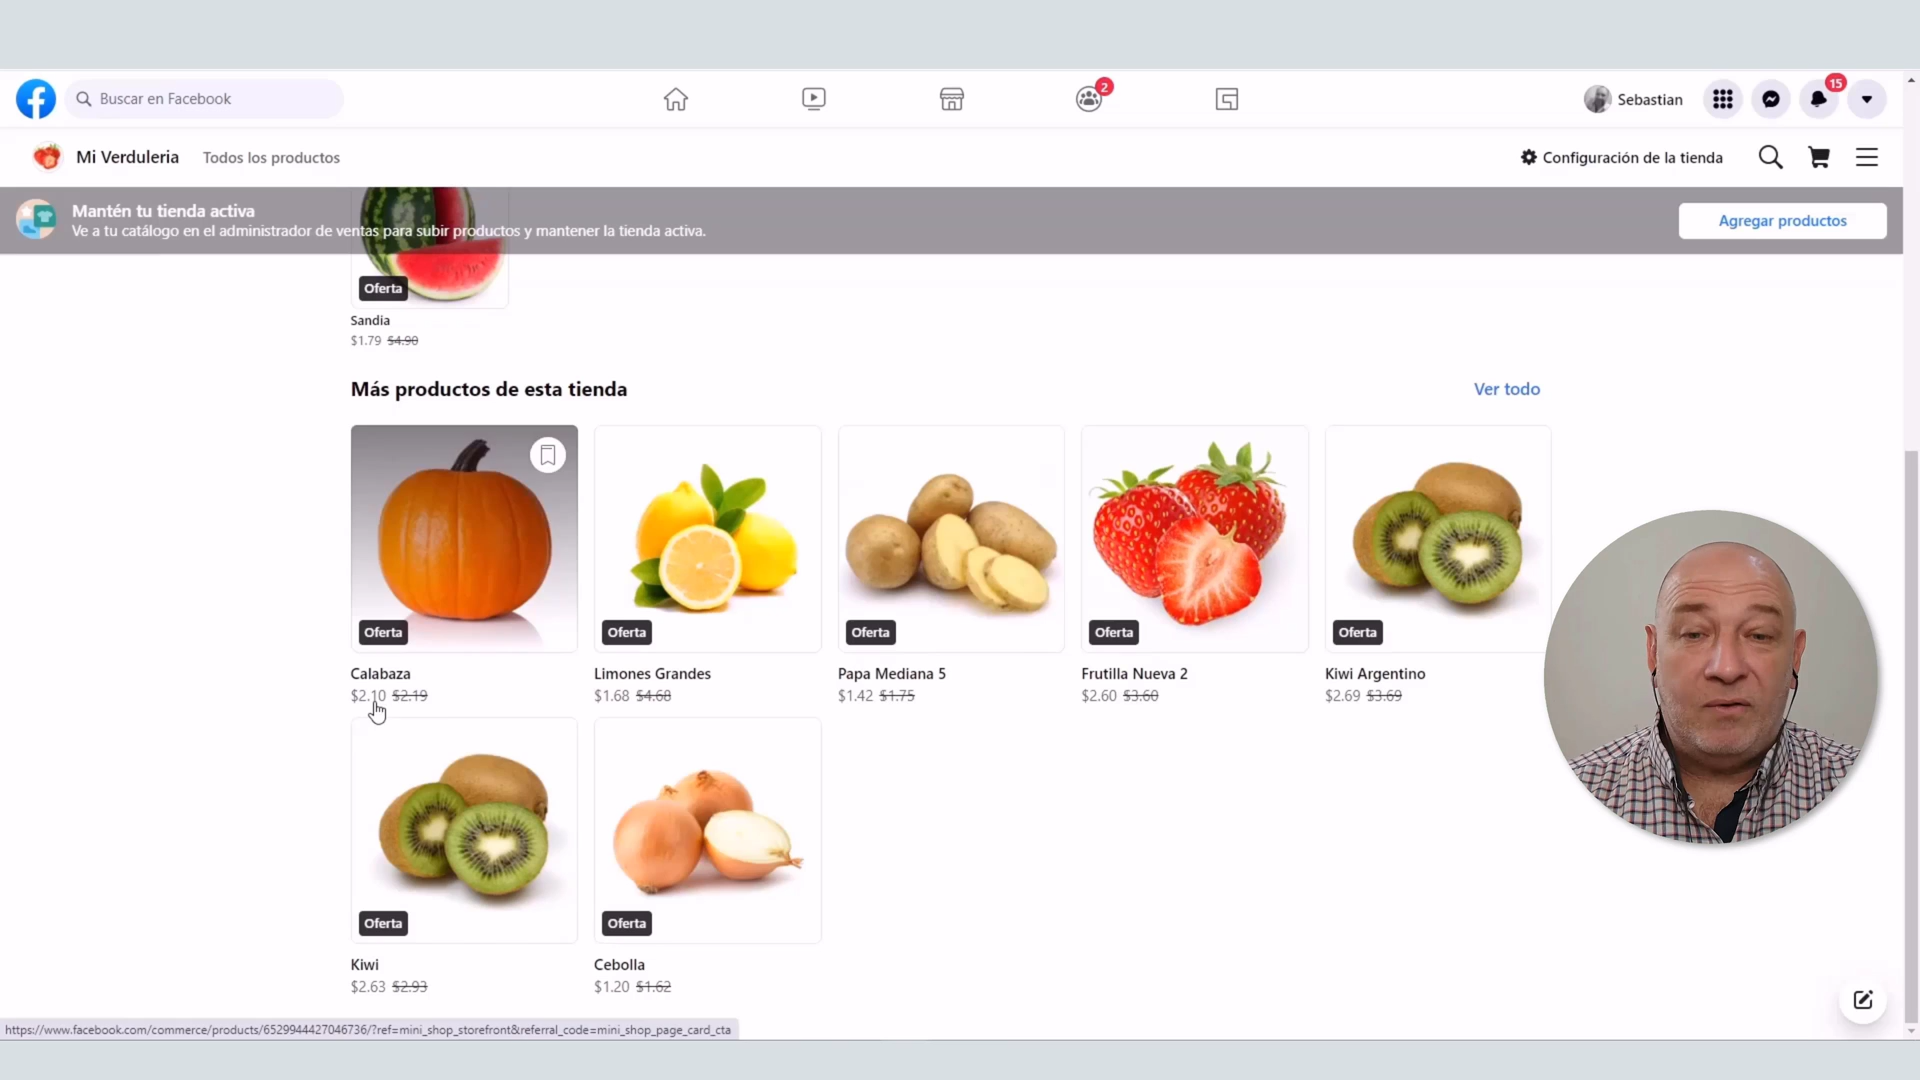 Buscar en Facebook
2
Sebastian
15
Mi Verduleria
Todos los productos
Configuración de la tienda
Mantén tu tienda activa
Ve a tu catálogo en el administrador de ventas para subir productos y mantener la tienda activa.
Agregar productos
Oferta
Sandia
$1.79 $4.90
Más productos de esta tienda
Ver todo
Oferta
Oferta
Oferta
Oferta
Oferta
Calabaza
Limones Grandes
Papa Mediana 5
Frutilla Nueva 2
Kiwi Argentino
$2.10 $2.19
$1.68 $4.68
$1.42 $1.75
$2.60 $3.60
$2.69 $3.69
Oferta
Oferta
Kiwi
Cebolla
$2.63 $2.93
$1.20 $1.62
https://www.facebook.com/commerce/products/6529944427046736/?ref=mini_shop_storefront&referral_code=mini_shop_page_card_cta